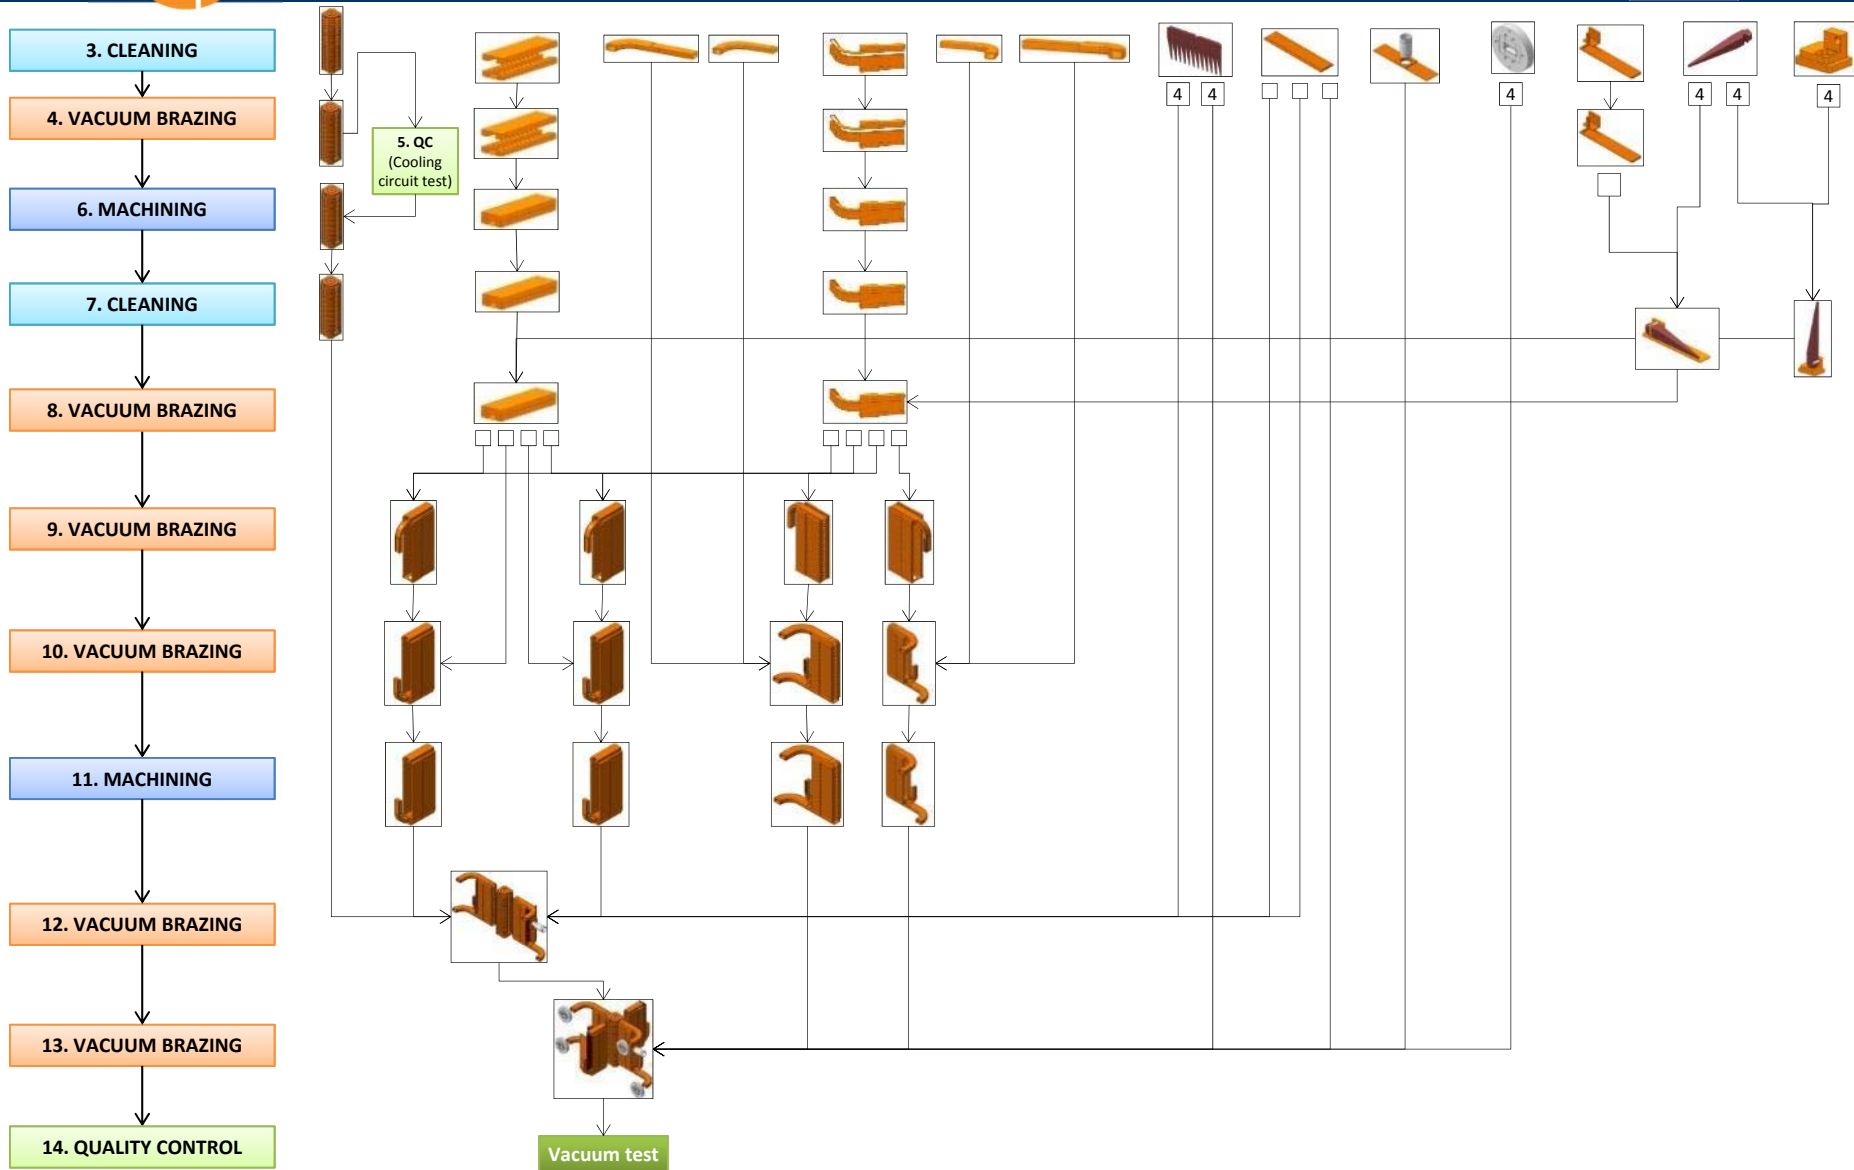 3. CLEANING
4. VACUUM BRAZING
5. QC
(Cooling
circuit test)
6. MACHINING
7. CLEANING
8. VACUUM BRAZING
9. VACUUM BRAZING
10. VACUUM BRAZING
11. MACHINING
12. VACUUM BRAZING
13. VACUUM BRAZING
14. QUALITY CONTROL
4 4 4 4 4 4
Vacuum test